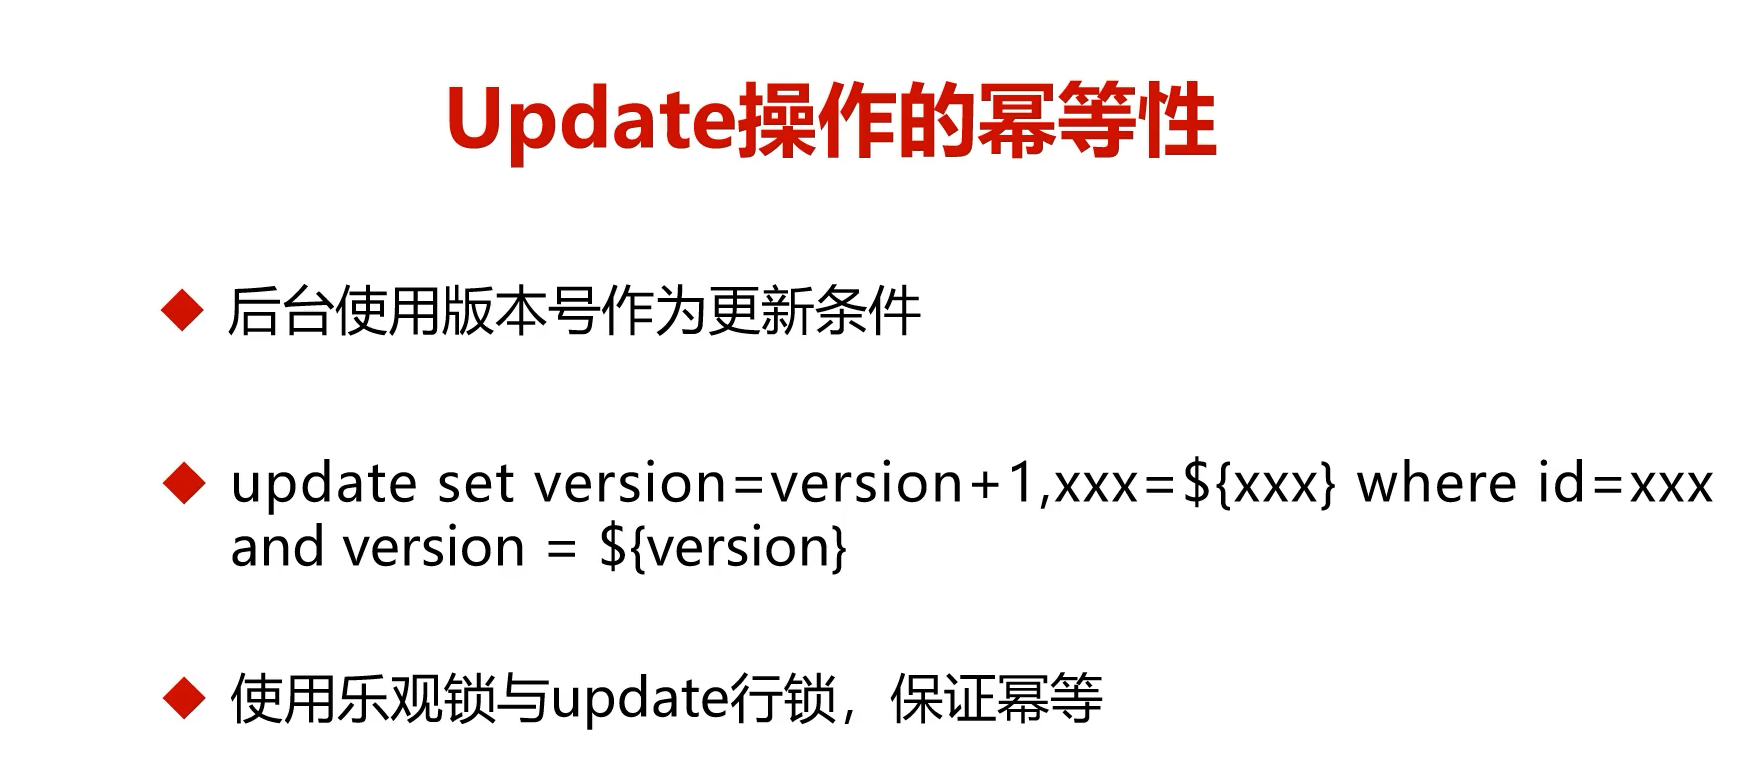 Update操作的幂等性
后台使用版本号作为更新条件
update set version=version+1,xxx=${xxx} where id=xxx
and version = ${version}
使用乐观锁与update行锁，保证幂等